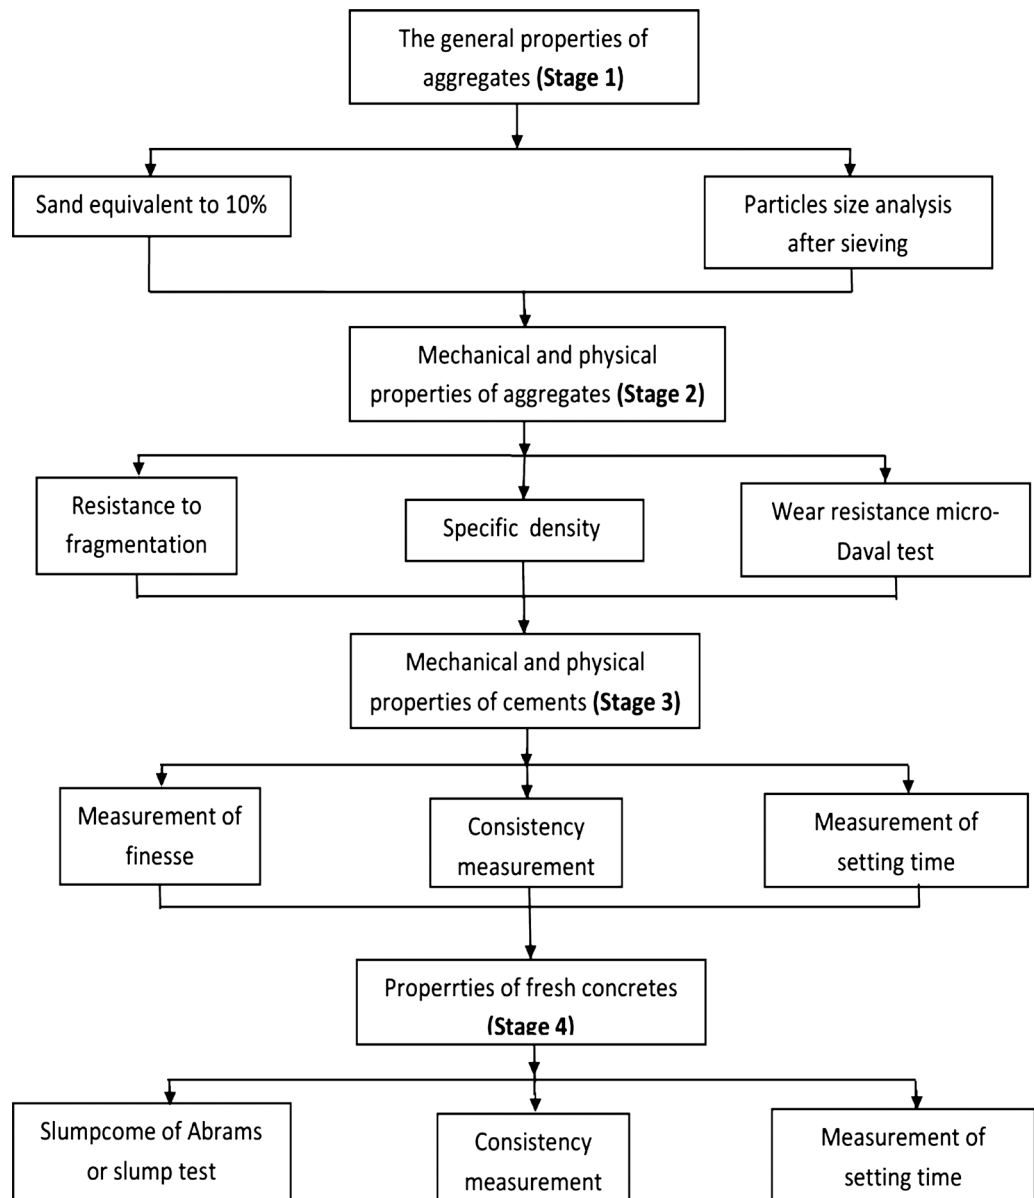 The general properties of
aggregates (Stage 1)
Sand equivalent to 10%
Particles size analysis
after sieving
Mechanical and physical
properties of aggregates (Stage 2)
Resistance to
fragmentation
Specific density
Wear resistance micro-
Daval test
Mechanical and physical
properties of cements (Stage 3)
Measurement of
finesse
Consistency
measurement
Measurement of
setting time
Properrties of fresh concretes
(Stage 4)
Slumpcome of Abrams
or slump test
Consistency
measurement
Measurement of
setting time